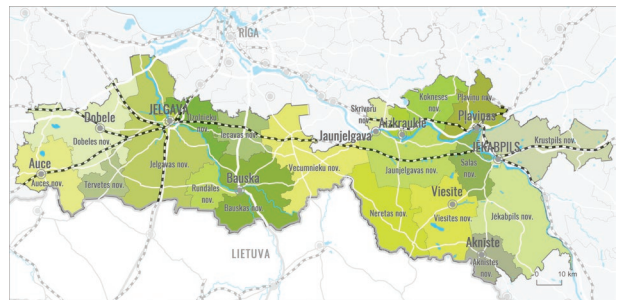 RĪGA
Kokneses
nov.
Pļaviņu nov.
Skrīveru
nov.
JELGAVA
Ozolnieku
nov.
Dobele
Dobeles nov.
Iecavas nov.
Jaunjelgava
Aizkraukle
Pļaviņas
JĒKABPILS
Krustpils nov.
Auce
Auces nov.
Jelgavas nov.
Tērvetes nov.
Rundāles
nov.
Bauska
Bauskas nov.
Vecumnieku nov.
Jaunjelgavas nov.
Salas
nov.
Viesīte
Neretas nov.
Viesītes nov.
Jēkabpils nov.
Aknīste
Aknīstes
nov.
LIETUVA
0 10 km